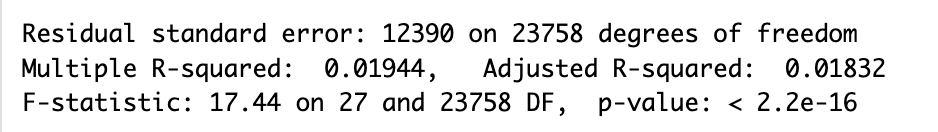 Residual standard error: 12390 on 23758 degrees of freedom
Multiple R-squared:  0.01944,	Adjusted R-squared:  0.01832
F-statistic: 17.44 on 27 and 23758 DF,  p-value: < 2.2e-16